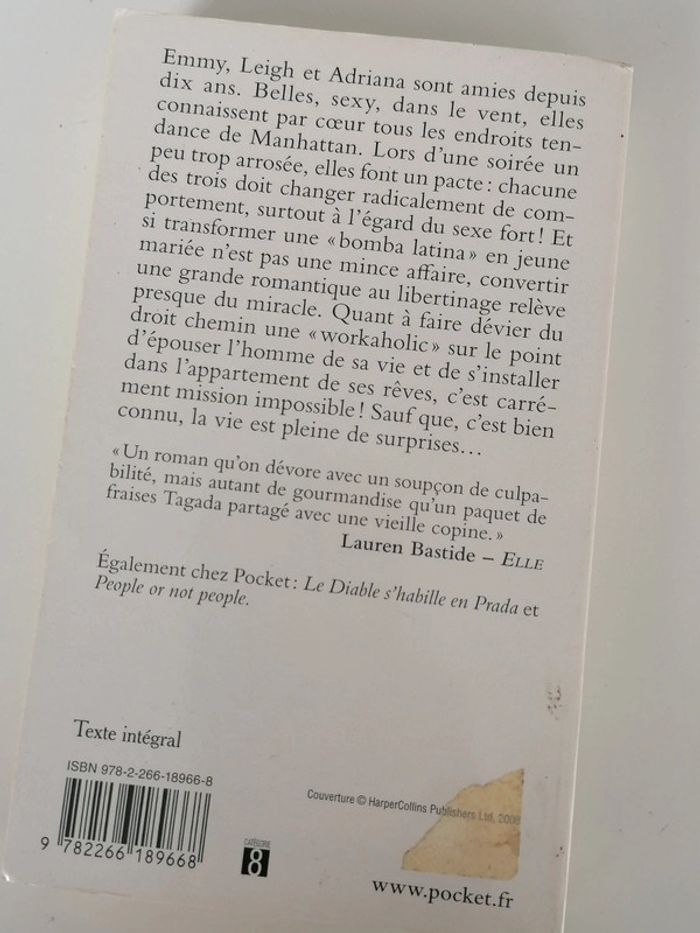 Emmy, Leigh et Adriana sont amies depuis
dix ans. Belles, sexy, dans le vent, elles
connaissent par cœur tous les endroits ten-
dance de Manhattan. Lors d'une soirée un
peu trop arrosée, elles font un pacte : chacune
des trois doit changer radicalement de com-
portement, surtout à l'égard du sexe fort ! Et
si transformer une « bomba latina » en jeune
mariée n'est pas une mince affaire, convertir
une grande romantique au libertinage relève
presque du miracle. Quant à faire dévier du
droit chemin une « workaholic » sur le point
d'épouser l'homme de sa vie et de s'installer
dans l'appartement de ses rêves, c'est carré-
ment mission impossible ! Sauf que, c'est bien
connu, la vie est pleine de surprises…
« Un roman qu'on dévore avec un soupçon de culpa-
bilité, mais autant de gourmandise qu'un paquet de
fraises Tagada partagé avec une vieille copine. »
Lauren Bastide – ELLE
Également chez Pocket : Le Diable s'habille en Prada et
People or not people.
Texte intégral
ISBN 978-2-266-18966-8
9 782266 189668
CATÉGORIE
8
Couverture © HarperCollins Publishers Ltd, 2008
www.pocket.fr